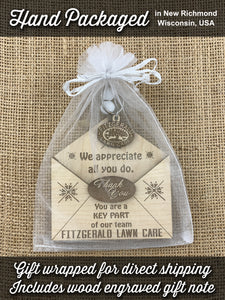 Hand Packaged
in New Richmond
Wisconsin, USA
We appreciate
all you do.
Thank
You
You are a
KEY PART
of our team
FITZGERALD LAWN CARE
Gift wrapped for direct shipping
Includes wood engraved gift note